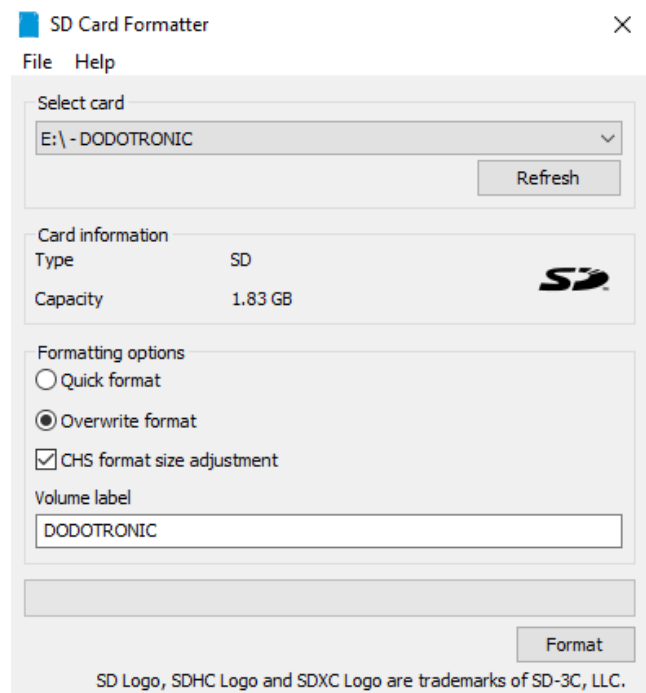 SD Card Formatter
File Help
Select card
E:\ - DODOTRONIC
Refresh
Card information
Type SD
Capacity 1.83 GB
SD
Formatting options
Quick format
Overwrite format
CHS format size adjustment
Volume label
DODOTRONIC
Format
SD Logo, SDHC Logo and SDXC Logo are trademarks of SD-3C, LLC.